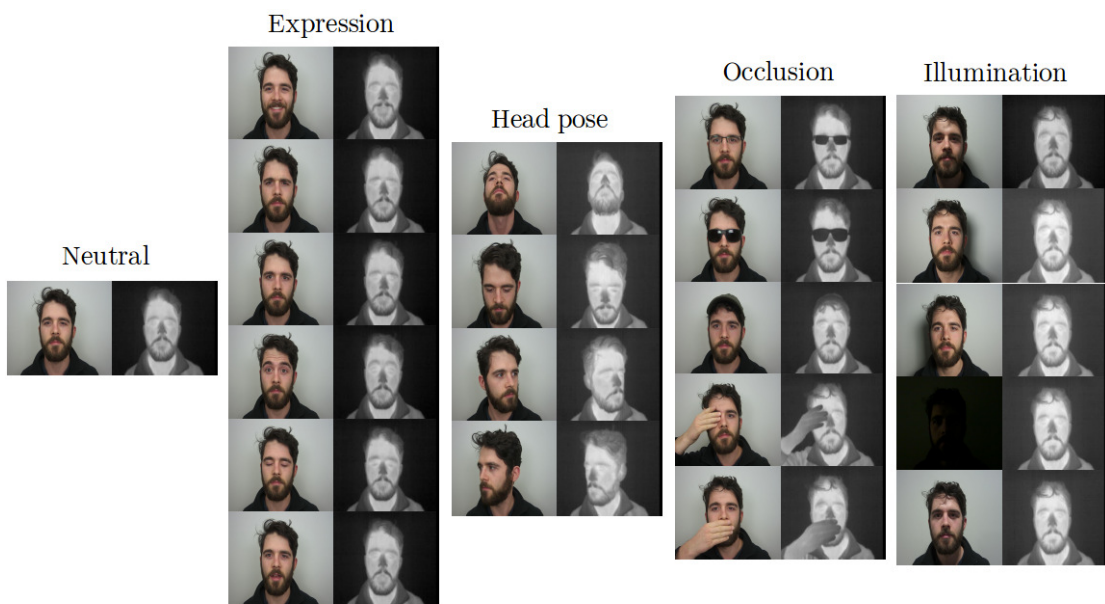 Neutral
Expression
Head pose
Occlusion
Illumination